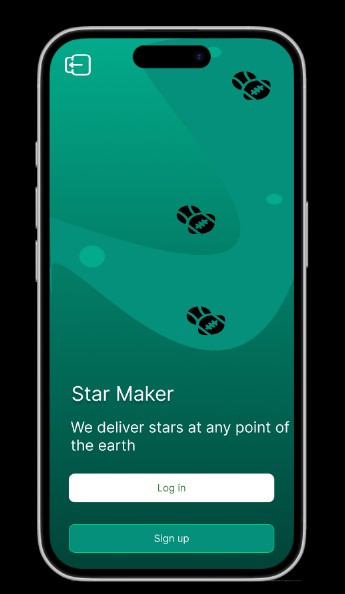 Star Maker
We deliver stars at any point of
the earth
Log in
Sign up